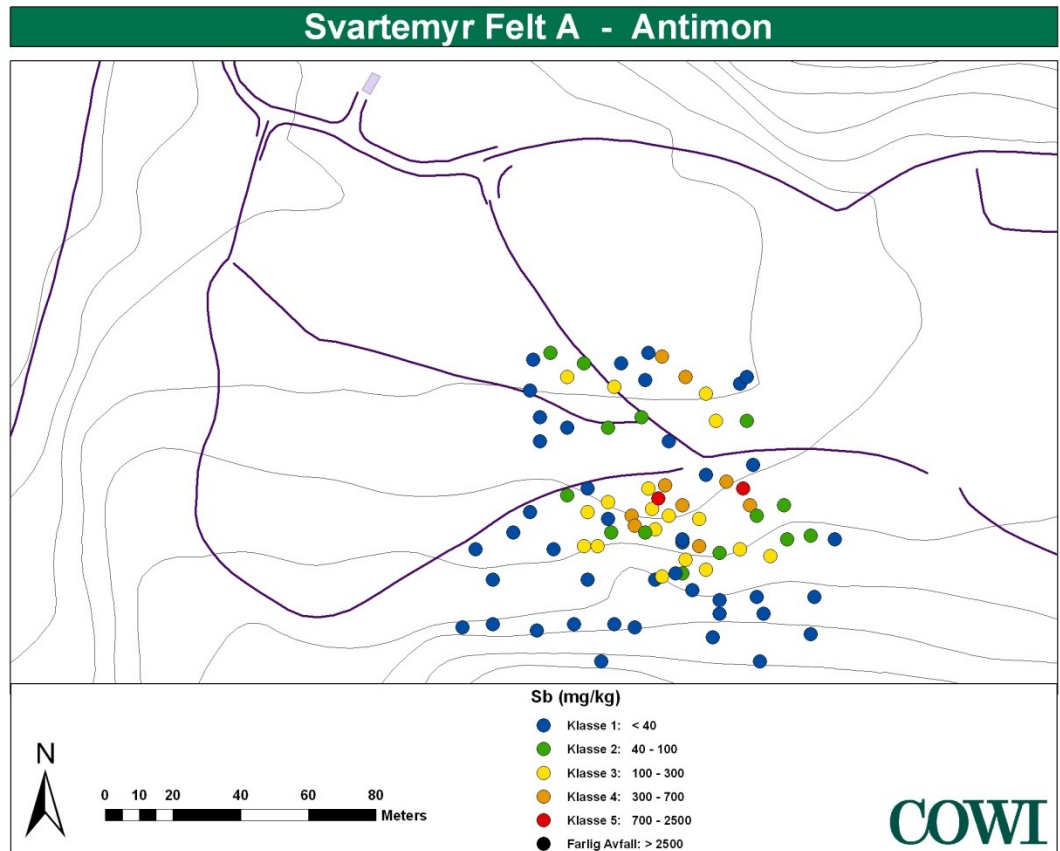 Svartemyr Felt A - Antimon
Sb (mg/kg)
Klasse 1: < 40
Klasse 2: 40 - 100
Klasse 3: 100 - 300
Klasse 4: 300 - 700
Klasse 5: 700 - 2500
Farlig Avfall: > 2500
N
0 10 20 40 60 80
Meters
COWI